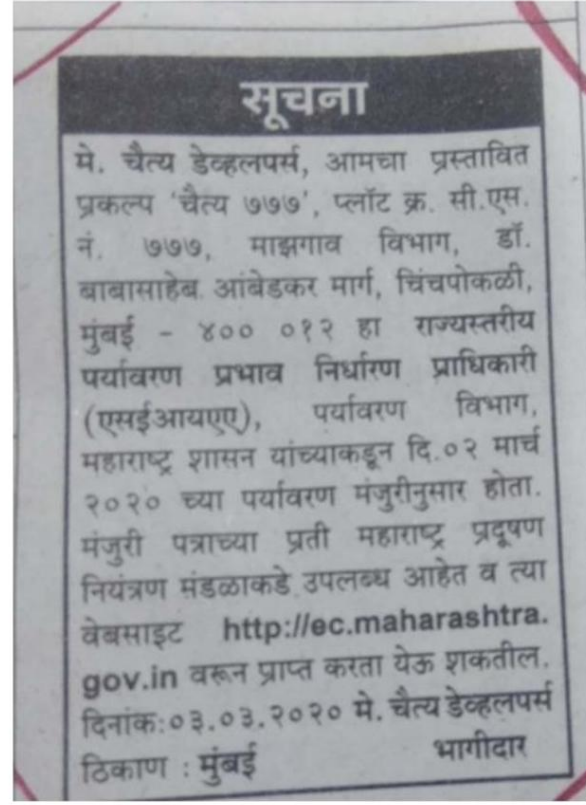 सूचना
मे. चैत्य डेव्हलपर्स, आमचा प्रस्तावित
प्रकल्प 'चैत्य ७७७', प्लॉट क्र. सी.एस.
नं. ७७७, माझगाव विभाग, डॉ.
बाबासाहेब आंबेडकर मार्ग, चिंचपोकळी,
मुंबई - ४०० ०१२ हा राज्यस्तरीय
पर्यावरण प्रभाव निर्धारण प्राधिकारी
(एसईआयएए), पर्यावरण विभाग,
महाराष्ट्र शासन यांच्याकडून दि.०२ मार्च
२०२० च्या पर्यावरण मंजुरीनुसार होता.
मंजुरी पत्राच्या प्रती महाराष्ट्र प्रदूषण
नियंत्रण मंडळाकडे उपलब्ध आहेत व त्या
वेबसाइट http://ec.maharashtra.
gov.in वरून प्राप्त करता येऊ शकतील.
दिनांक:०३.०३.२०२० मे. चैत्य डेव्हलपर्स
ठिकाण : मुंबई भागीदार